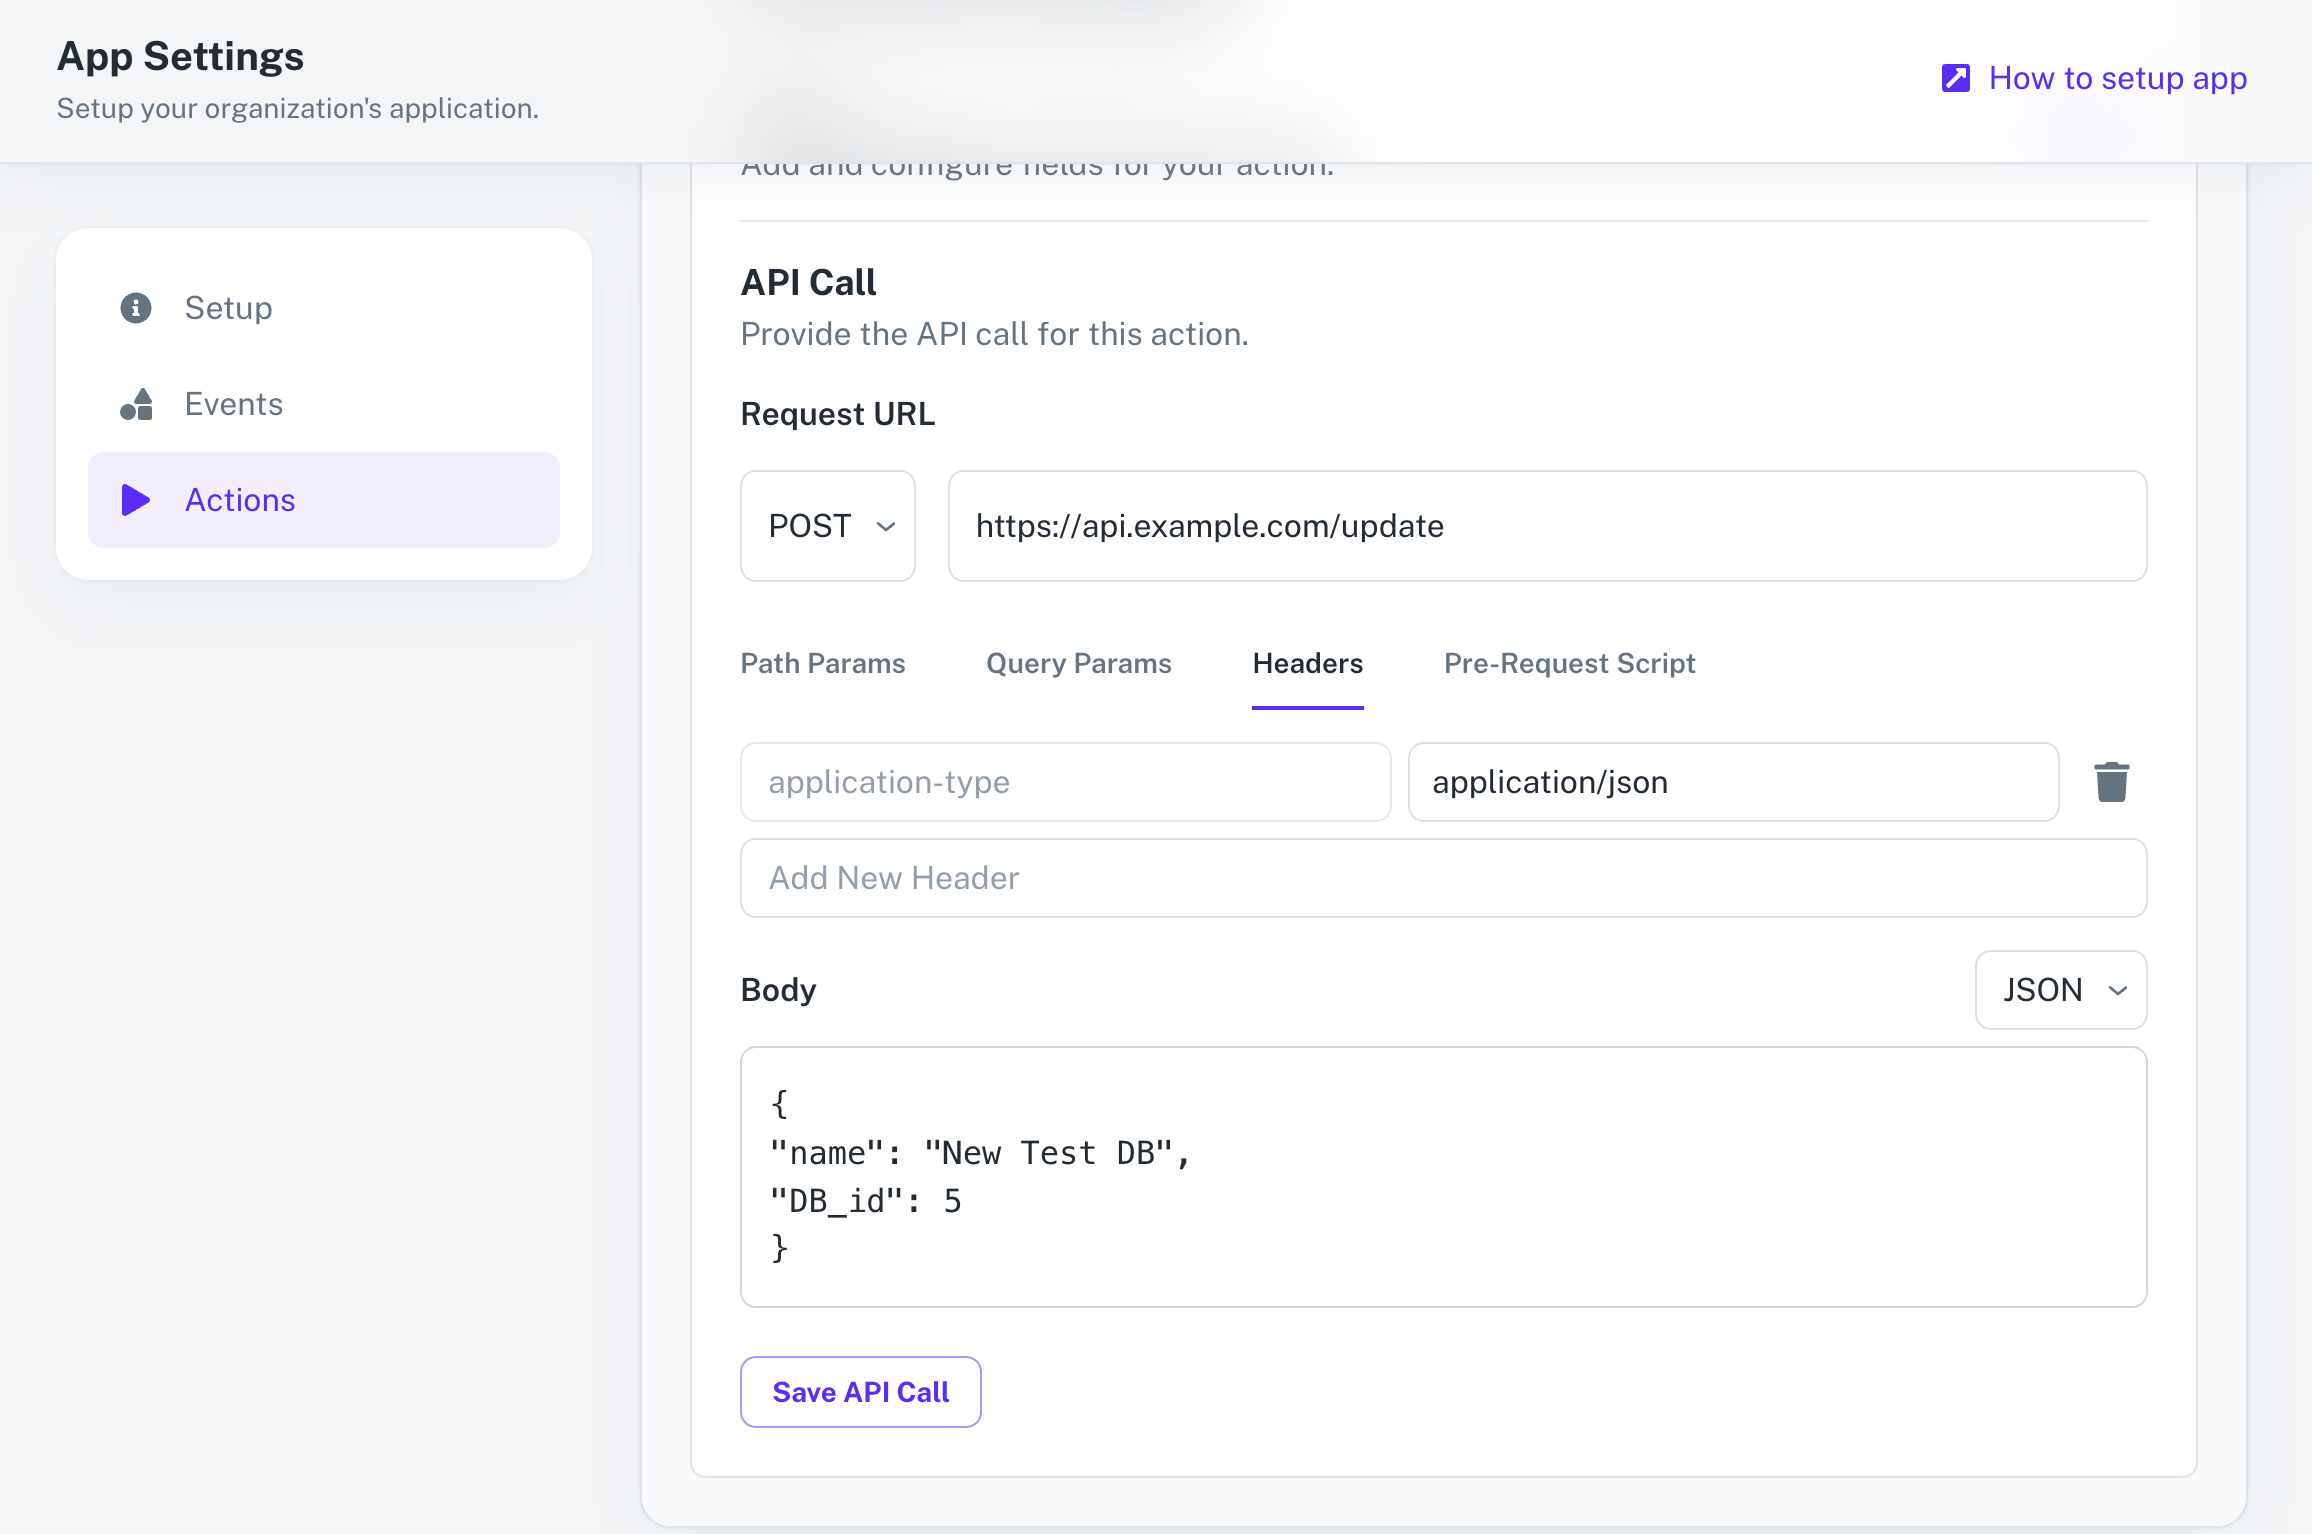 App Settings
Setup your organization's application.
How to setup app
Setup
Events
Actions
Add and configure fields for your action.
API Call
Provide the API call for this action.
Request URL
POST
https://api.example.com/update
Path Params
Query Params
Headers
Pre-Request Script
application-type
application/json
Add New Header
Body
JSON
{
"name": "New Test DB",
"DB_id": 5
}
Save API Call